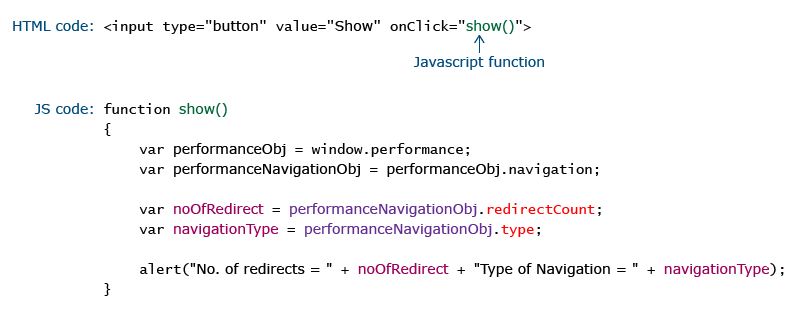 HTML code: <input type="button" value="Show" onClick="show()">
Javascript function
JS code: function show()
{
var performanceObj = window.performance;
var performanceNavigationObj = performanceObj.navigation;
var noOfRedirect = performanceNavigationObj.redirectCount;
var navigationType = performanceNavigationObj.type;
alert("No. of redirects = " + noOfRedirect + "Type of Navigation = " + navigationType);
}